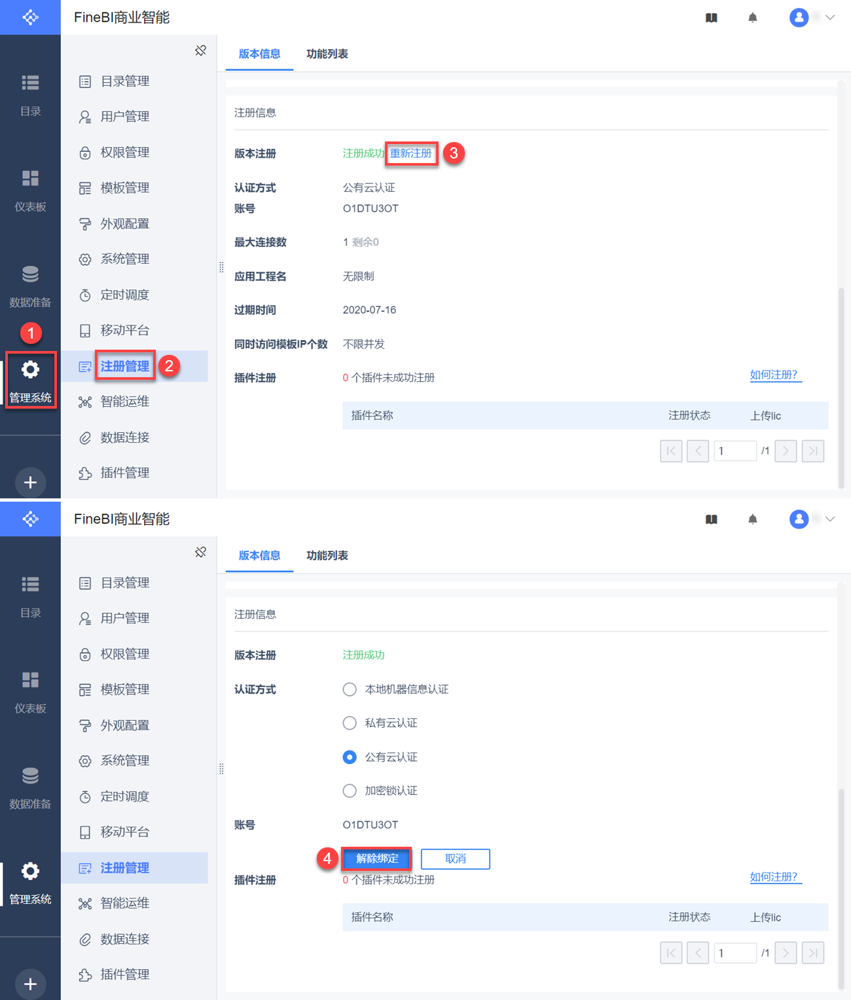 FineBI商业智能
目录
仪表板
数据准备
1
管理系统
目录管理
用户管理
权限管理
模板管理
外观配置
系统管理
定时调度
移动平台
注册管理 2
智能运维
数据连接
插件管理
版本信息 功能列表
注册信息
版本注册 注册成功 重新注册 3
认证方式 公有云认证
账号 O1DTU3OT
最大连接数 1 剩余0
应用工程名 无限制
过期时间 2020-07-16
同时访问模板IP个数 不限并发
插件注册 0 个插件未成功注册 如何注册?
插件名称 注册状态 上传lic
1 /1
FineBI商业智能
目录
仪表板
数据准备
管理系统
目录管理
用户管理
权限管理
模板管理
外观配置
系统管理
定时调度
移动平台
注册管理
智能运维
数据连接
插件管理
版本信息 功能列表
注册信息
版本注册 注册成功
认证方式 本地机器信息认证
私有云认证
公有云认证
加密锁认证
账号 O1DTU3OT
4 解除绑定 取消
插件注册 0 个插件未成功注册 如何注册?
插件名称 注册状态 上传lic
1 /1